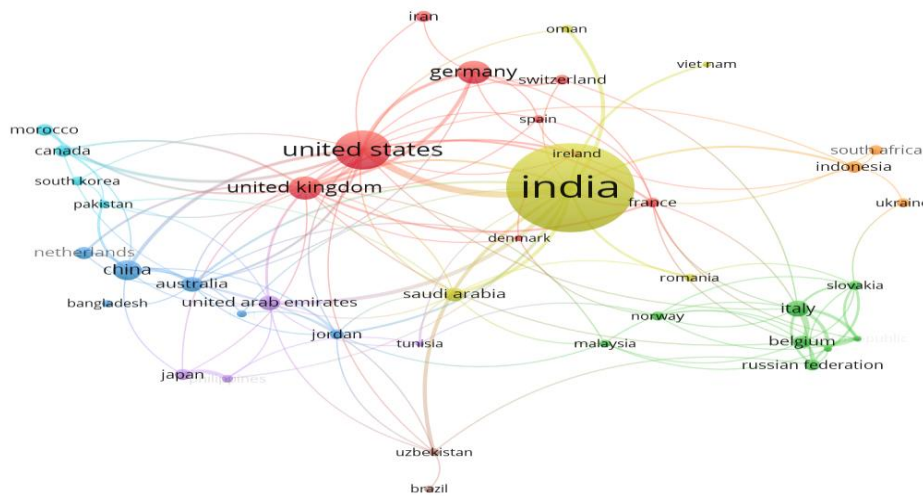 iran
oman
germany
viet nam
switzerland
spain
morocco
canada
united states
ireland
south africa
indonesia
south korea
united kingdom
india
pakistan
france
ukraine
denmark
netherlands
china
australia
bangladesh
united arab emirates
saudi arabia
romania
slovakia
norway
italy
jordan
tunisia
malaysia
belgium
public
russian federation
japan
philippines
uzbekistan
brazil